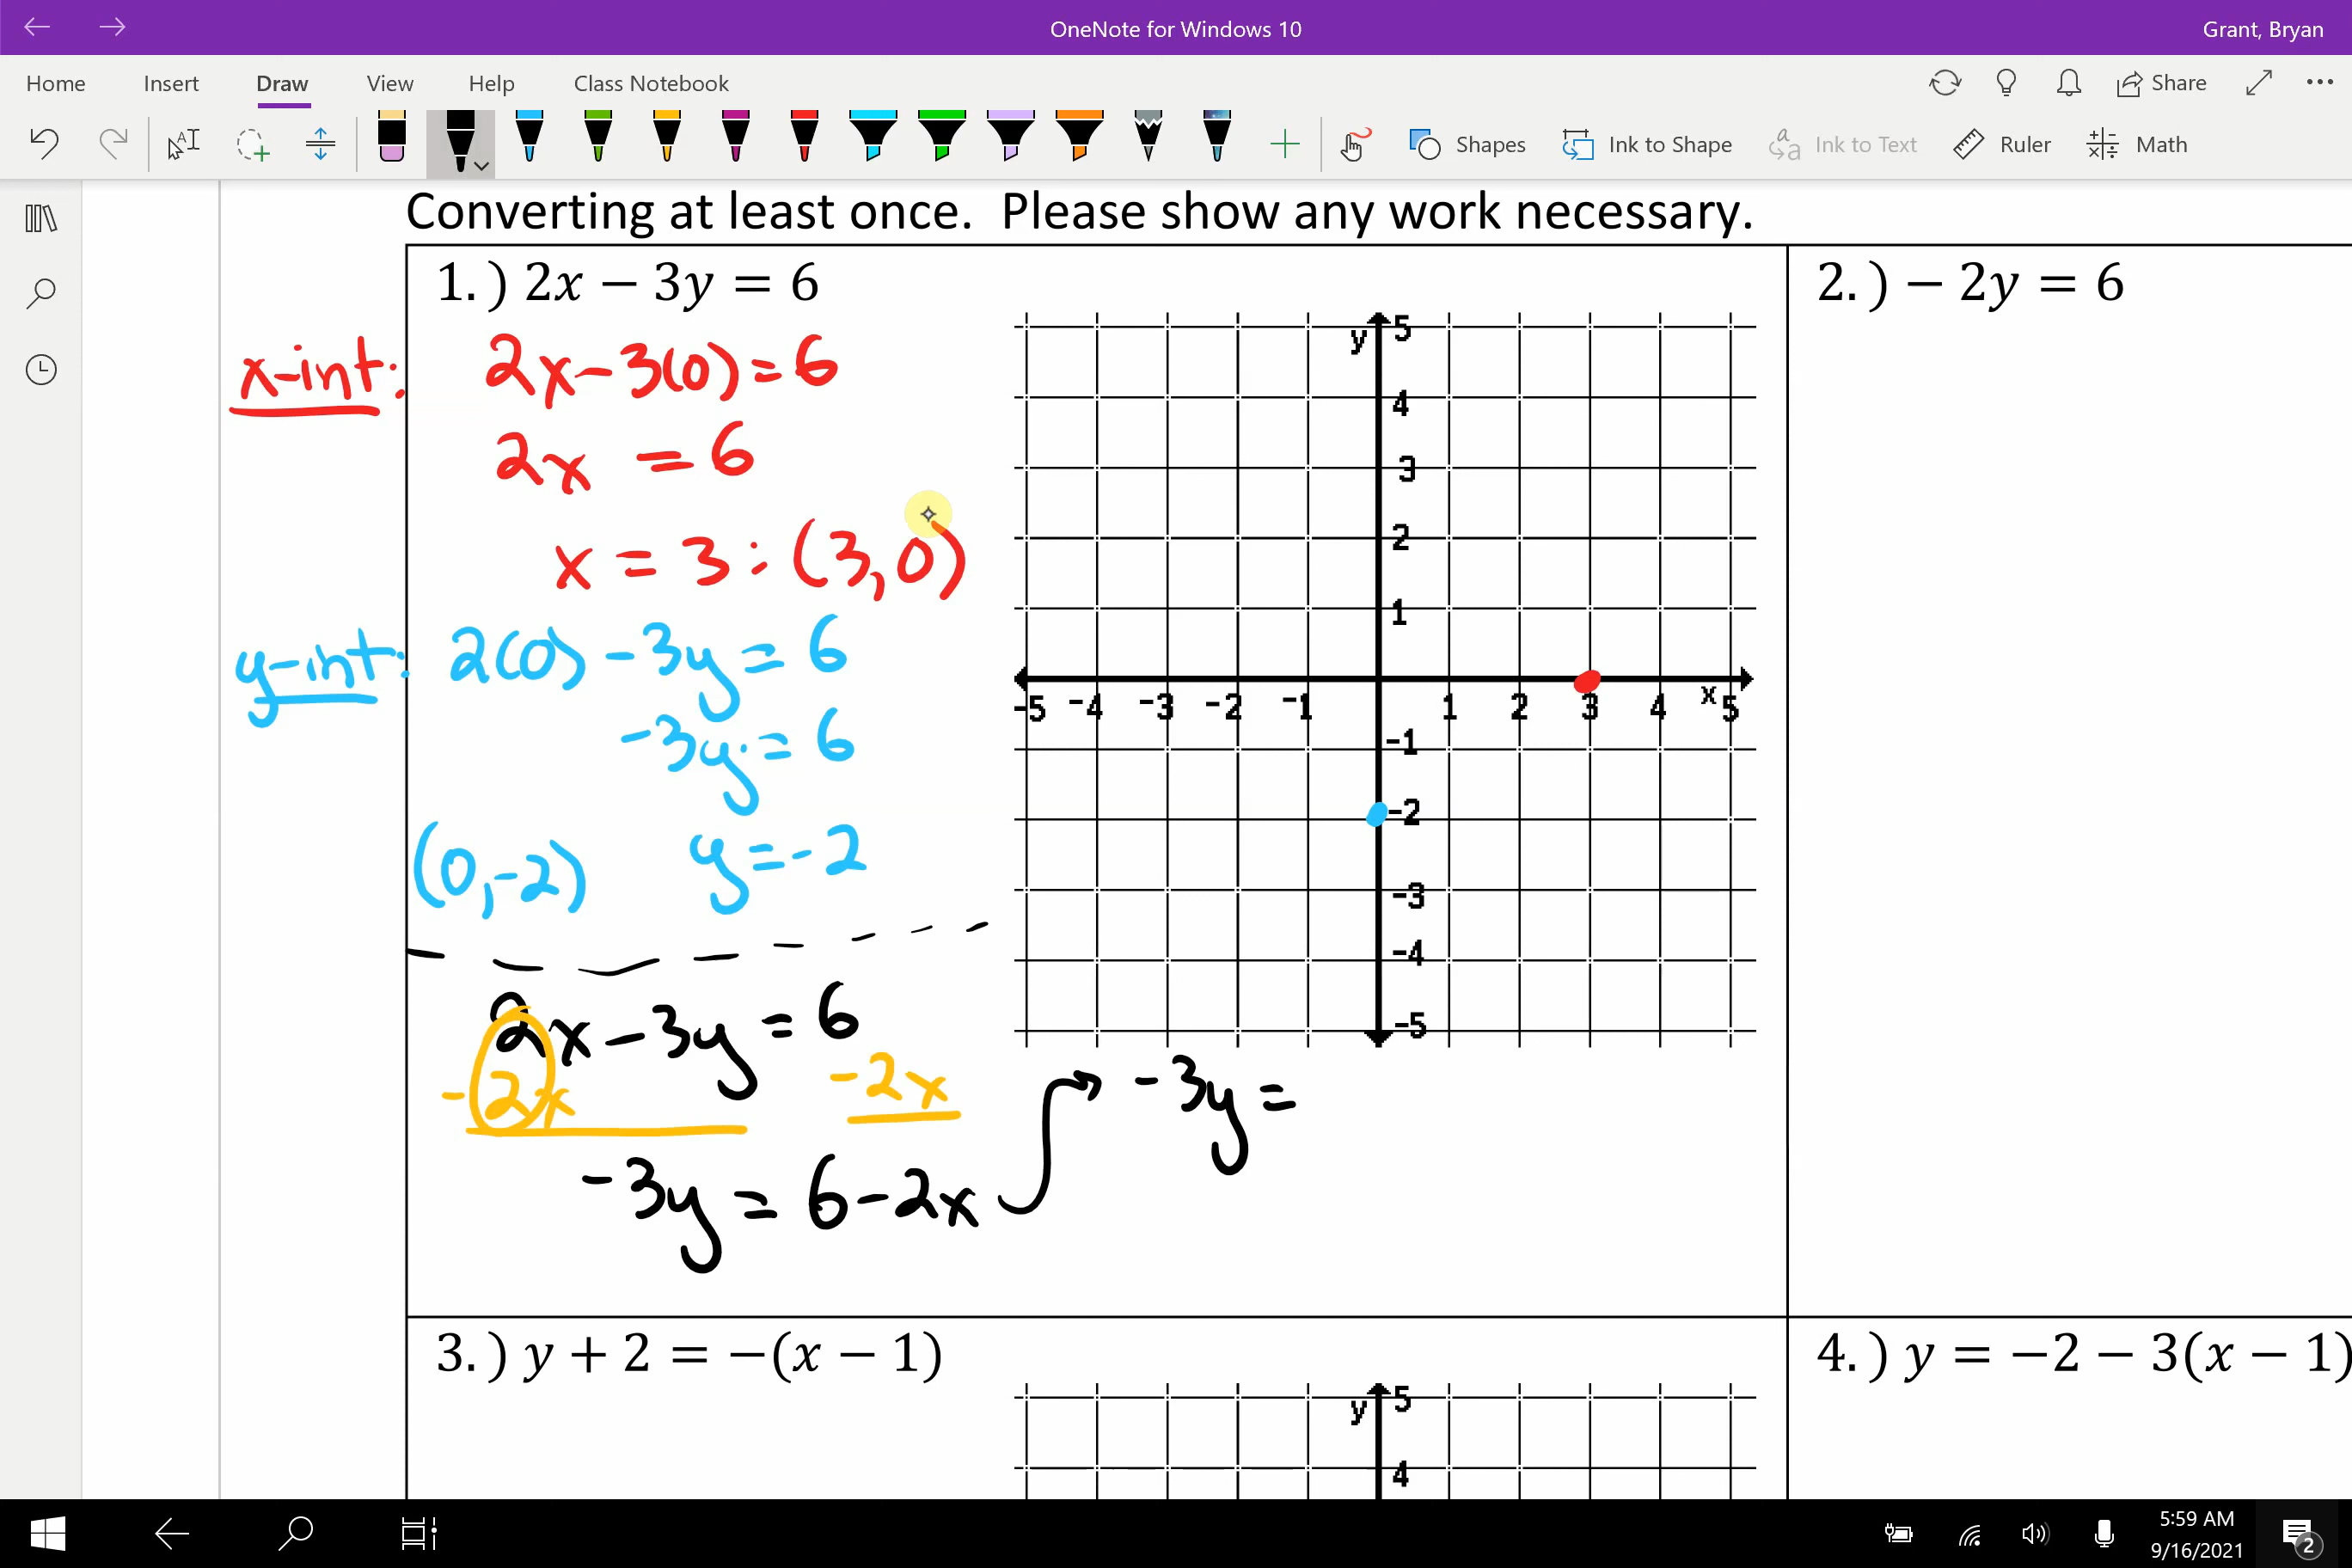 OneNote for Windows 10
Grant, Bryan
Home Insert Draw View Help Class Notebook
Share
Shapes Ink to Shape Ink to Text Ruler Math
Converting at least once. Please show any work necessary.
1.) 2x − 3y = 6
x-int: 2x-3(0)=6
2x = 6
x = 3 : (3,0)
y-int: 2(0) -3y = 6
-3y = 6
(0,-2) y=-2
2x-3y = 6
-2x -2x
-3y = 6-2x
-3y =
y 5
4
3
2
1
-5 -4 -3 -2 -1 1 2 3 4 x 5
-1
-2
-3
-4
-5
2.) − 2y = 6
3.) y + 2 = −(x − 1)
y 5
4
4.) y = −2 − 3(x − 1)
5:59 AM
9/16/2021
2